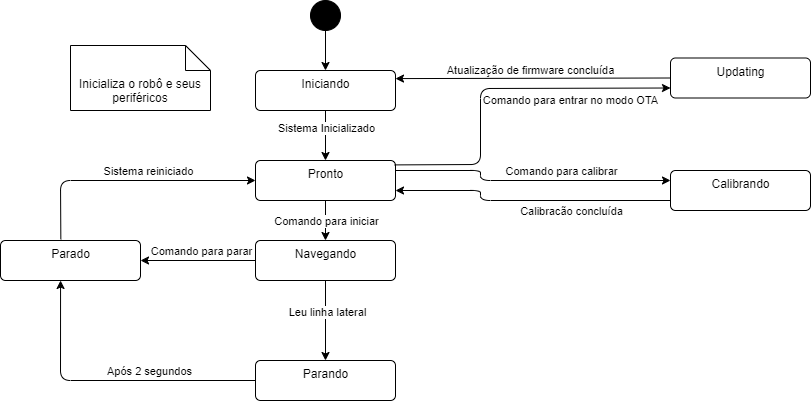 Inicializa o robô e seus
periféricos
Iniciando
Atualização de firmware concluída
Updating
Comando para entrar no modo OTA
Sistema Inicializado
Sistema reiniciado
Pronto
Comando para calibrar
Calibrando
Calibracão concluída
Comando para iniciar
Parado
Comando para parar
Navegando
Leu linha lateral
Após 2 segundos
Parando